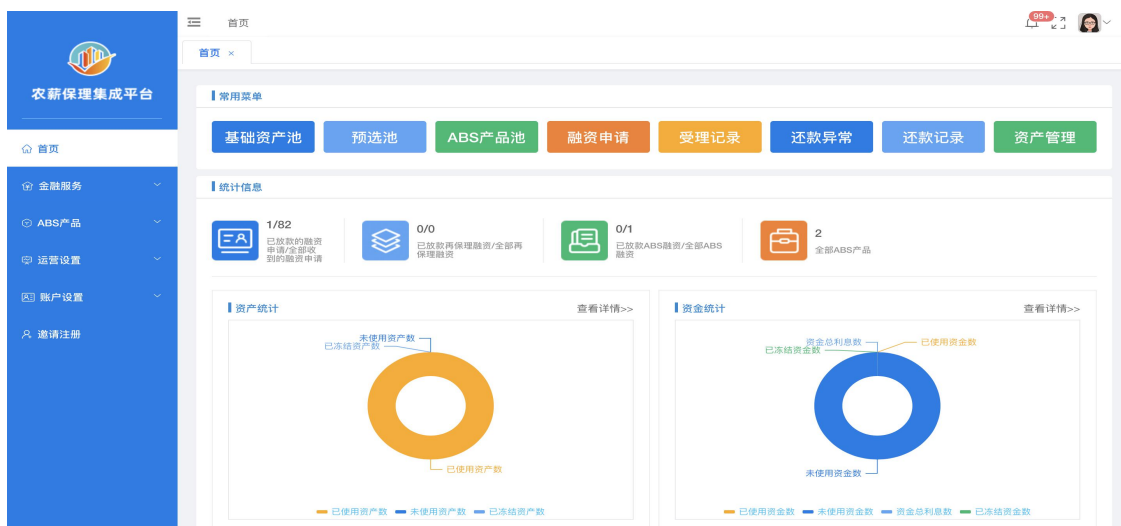 首页
99+
首页 ×
农薪保理集成平台
首页
金融服务
ABS产品
运营设置
账户设置
邀请注册
常用菜单
基础资产池 预选池 ABS产品池 融资申请 受理记录 还款异常 还款记录 资产管理
统计信息
1/82
已放款的融资
申请/全部收
到的融资申请
0/0
已放款再保理融资/全部再
保理融资
0/1
已放款ABS融资/全部ABS
融资
2
全部ABS产品
资产统计 查看详情>>
未使用资产数
已冻结资产数
已使用资产数
已使用资产数 未使用资产数 已冻结资产数
资金统计 查看详情>>
资金总利息数 已使用资金数
已冻结资金数
未使用资金数
已使用资金数 未使用资金数 资金总利息数 已冻结资金数